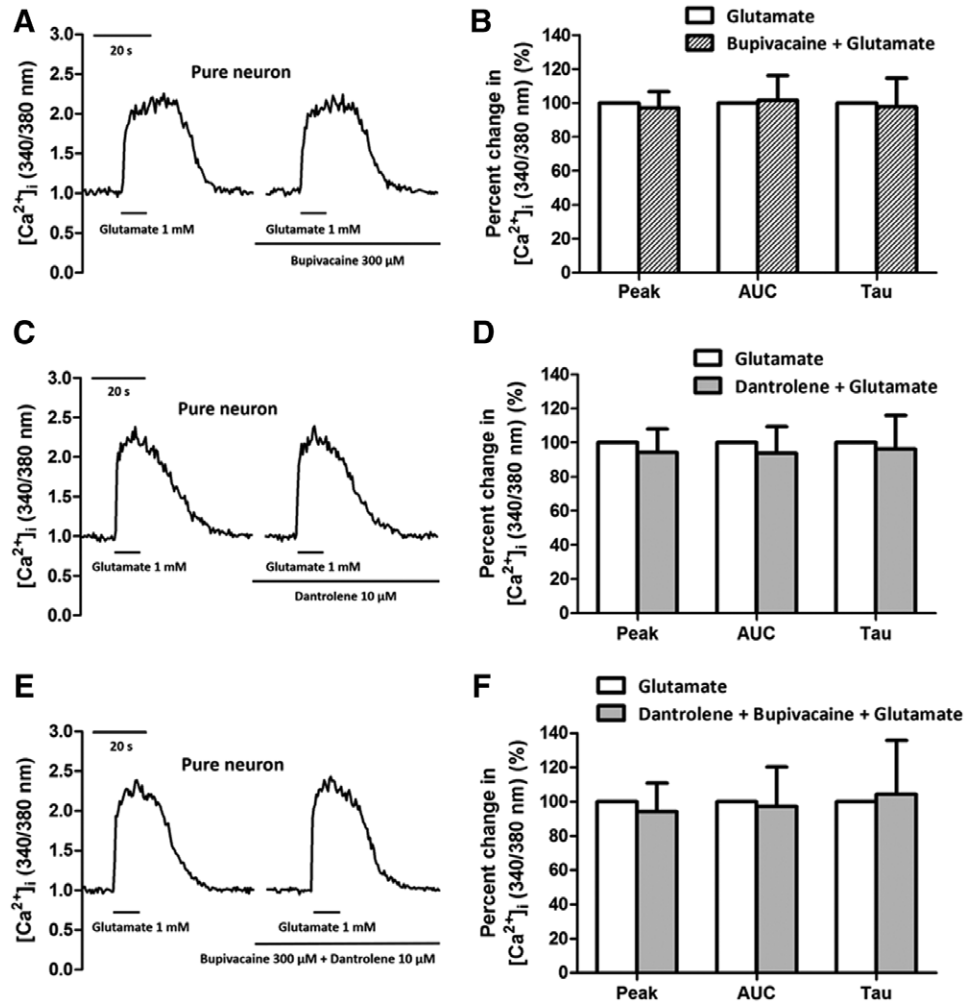 A
[Ca²⁺]ᵢ (340/380 nm)
3.0
2.5
2.0
1.5
1.0
0.5
0.0
20 s
Pure neuron
Glutamate 1 mM
Glutamate 1 mM
Bupivacaine 300 µM
B
Glutamate
Bupivacaine + Glutamate
Percent change in
[Ca²⁺]ᵢ (340/380 nm) (%)
140
120
100
80
60
40
20
0
Peak AUC Tau
C
[Ca²⁺]ᵢ (340/380 nm)
3.0
2.5
2.0
1.5
1.0
0.5
0.0
20 s
Pure neuron
Glutamate 1 mM
Glutamate 1 mM
Dantrolene 10 µM
D
Glutamate
Dantrolene + Glutamate
Percent change in
[Ca²⁺]ᵢ (340/380 nm) (%)
140
120
100
80
60
40
20
0
Peak AUC Tau
E
[Ca²⁺]ᵢ (340/380 nm)
3.0
2.5
2.0
1.5
1.0
0.5
0.0
20 s
Pure neuron
Glutamate 1 mM
Glutamate 1 mM
Bupivacaine 300 µM + Dantrolene 10 µM
F
Glutamate
Dantrolene + Bupivacaine + Glutamate
Percent change in
[Ca²⁺]ᵢ (340/380 nm) (%)
140
120
100
80
60
40
20
0
Peak AUC Tau